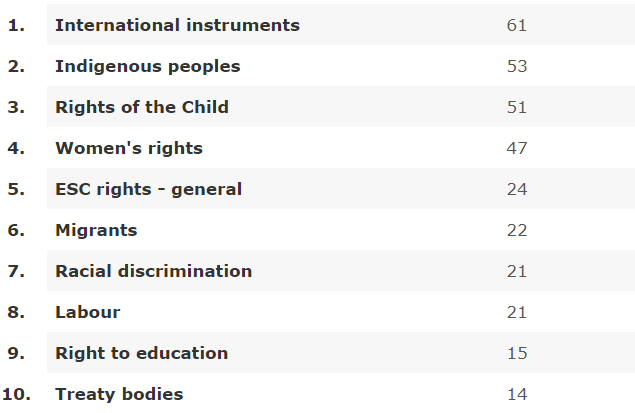 1. International instruments 61
2. Indigenous peoples 53
3. Rights of the Child 51
4. Women's rights 47
5. ESC rights - general 24
6. Migrants 22
7. Racial discrimination 21
8. Labour 21
9. Right to education 15
10. Treaty bodies 14